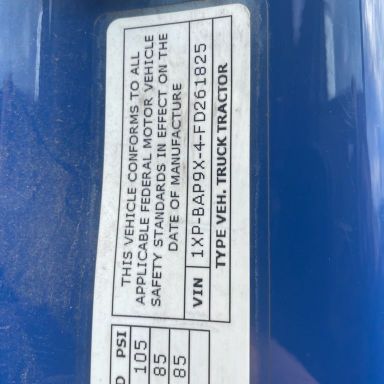 THIS VEHICLE CONFORMS TO ALL
APPLICABLE FEDERAL MOTOR VEHICLE
SAFETY STANDARDS IN EFFECT ON THE
DATE OF MANUFACTURE
VIN 1XP-BAP9X-4-FD261825
TYPE VEH. TRUCK TRACTOR
D PSI
105
85
85